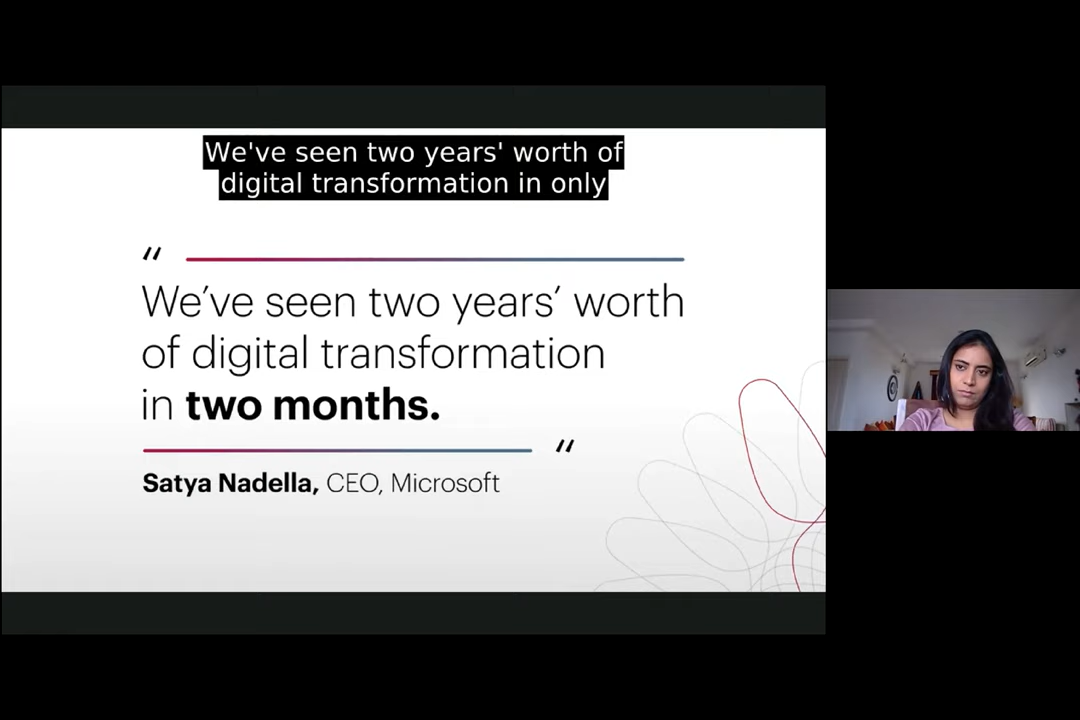 We've seen two years' worth of
digital transformation in only
“
We’ve seen two years’ worth
of digital transformation
in two months.
”
Satya Nadella, CEO, Microsoft